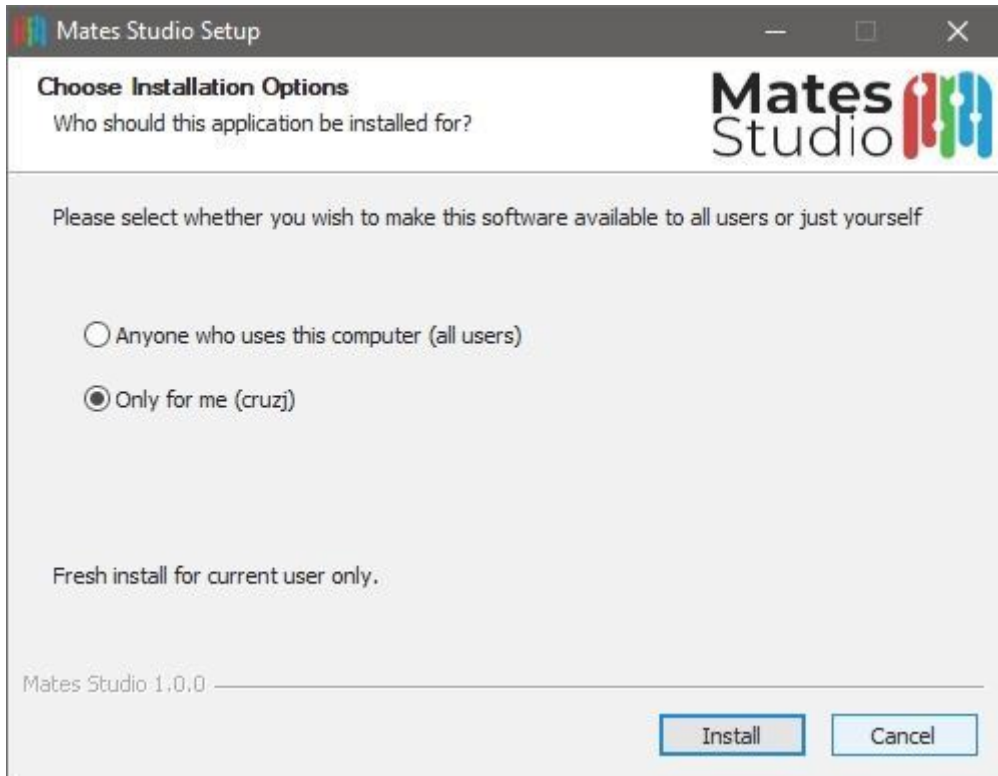 Mates Studio Setup
Choose Installation Options
Who should this application be installed for?
Mates
Studio
Please select whether you wish to make this software available to all users or just yourself
Anyone who uses this computer (all users)
Only for me (cruzj)
Fresh install for current user only.
Mates Studio 1.0.0
Install Cancel